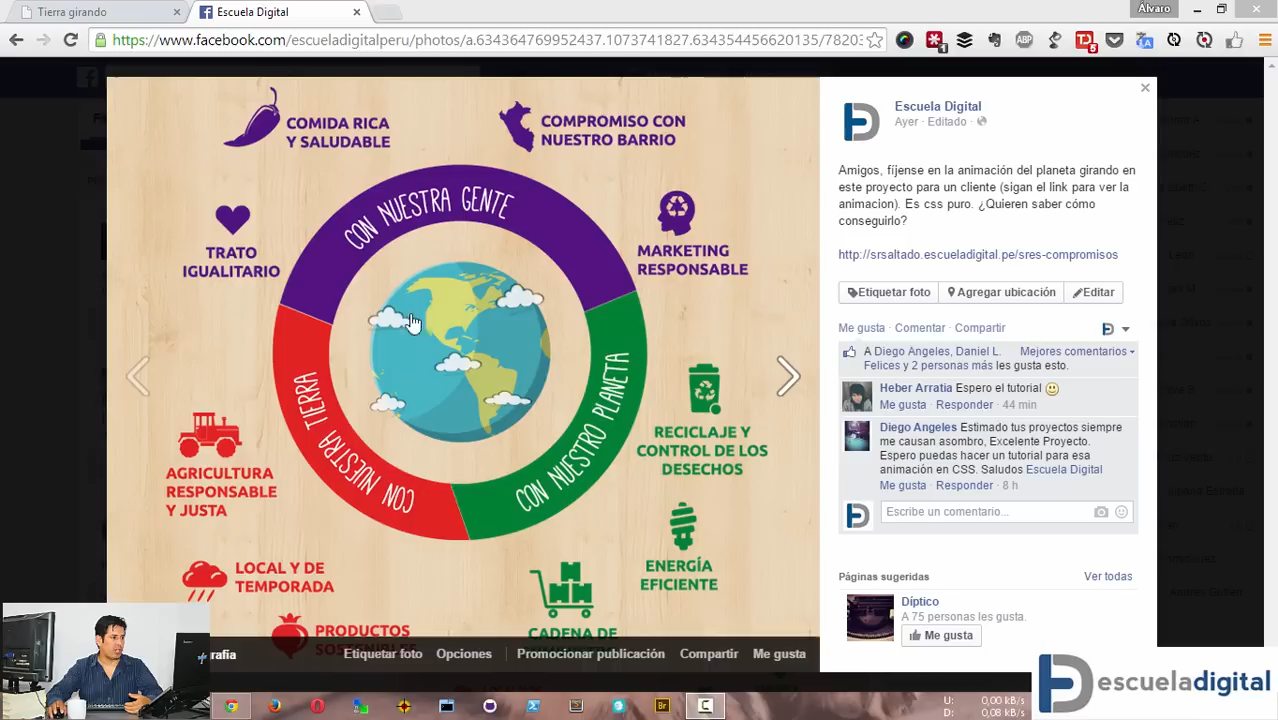 Tierra girando
Escuela Digital
Álvaro
https://www.facebook.com/escueladigitalperu/photos/a.634364769952437.1073741827.634354456620135/78203
COMIDA RICA
Y SALUDABLE
COMPROMISO CON
NUESTRO BARRIO
TRATO
IGUALITARIO
MARKETING
RESPONSABLE
CON NUESTRA GENTE
CON NUESTRA TIERRA
CON NUESTRO PLANETA
AGRICULTURA
RESPONSABLE
Y JUSTA
RECICLAJE Y
CONTROL DE LOS
DESECHOS
ENERGÍA
EFICIENTE
LOCAL Y DE
TEMPORADA
PRODUCTOS
SOSTENIBLES
CADENA DE
Etiquetar foto
Opciones
Promocionar publicación
Compartir
Me gusta
Escuela Digital
Ayer · Editado ·
Amigos, fíjense en la animación del planeta girando en
este proyecto para un cliente (sigan el link para ver la
animacion). Es css puro. ¿Quieren saber cómo
conseguirlo?
http://srsaltado.escueladigital.pe/sres-compromisos
Etiquetar foto
Agregar ubicación
Editar
Me gusta · Comentar · Compartir
A Diego Angeles, Daniel L.
Felices y 2 personas más les gusta esto.
Mejores comentarios
Heber Arratia Espero el tutorial
Me gusta · Responder · 44 min
Diego Angeles Estimado tus proyectos siempre
me causan asombro, Excelente Proyecto.
Espero puedas hacer un tutorial para esa
animación en CSS. Saludos Escuela Digital
Me gusta · Responder · 8 h
Escribe un comentario...
Páginas sugeridas
Ver todas
Díptico
A 75 personas les gusta.
Me gusta
U: 0,00 kB/s
D: 0,08 kB/s
escueladigital